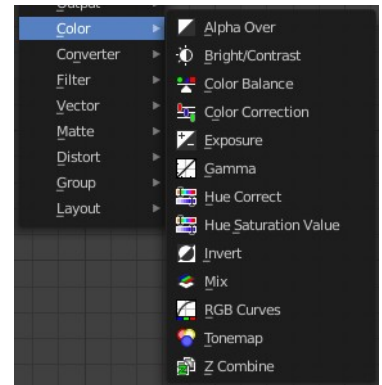 Output
Color
Converter
Filter
Vector
Matte
Distort
Group
Layout
Alpha Over
Bright/Contrast
Color Balance
Color Correction
Exposure
Gamma
Hue Correct
Hue Saturation Value
Invert
Mix
RGB Curves
Tonemap
Z Combine